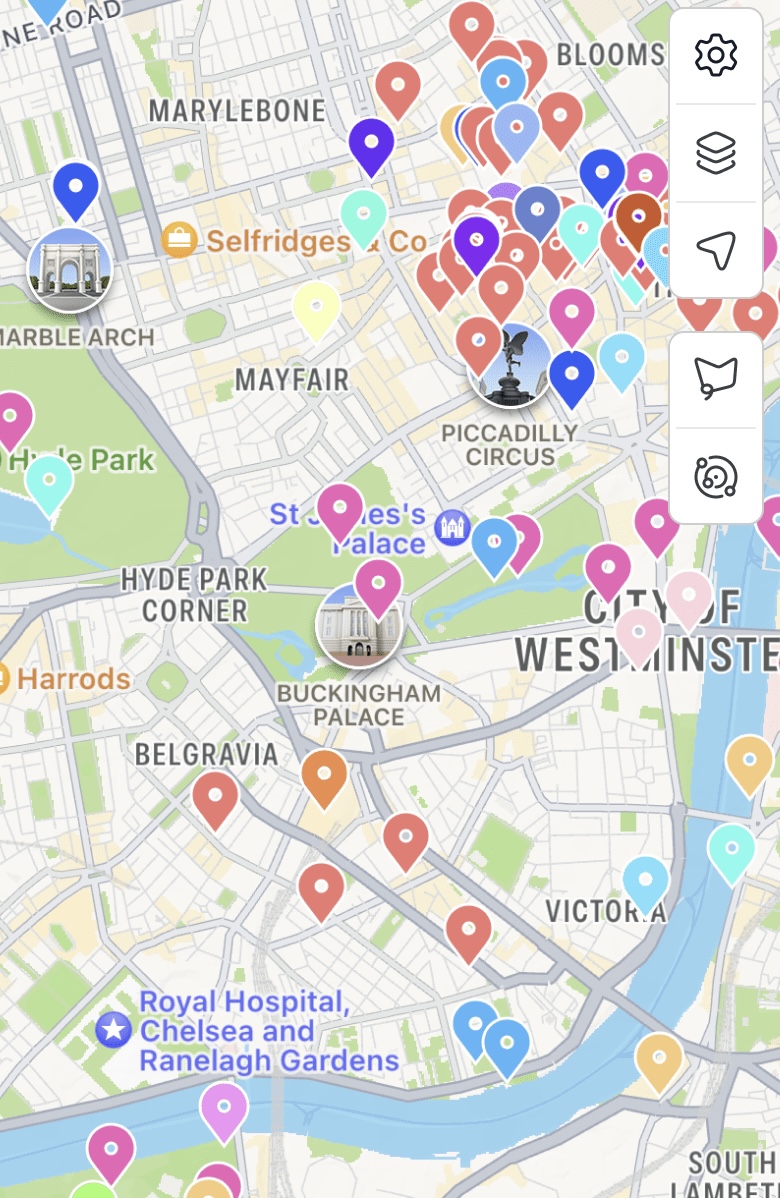 NE ROAD
BLOOMS
MARYLEBONE
Selfridges & Co
MARBLE ARCH
MAYFAIR
PICCADILLY
CIRCUS
Hyde Park
St James's
Palace
HYDE PARK
CORNER
CITY OF
WESTMINSTE
Harrods
BUCKINGHAM
PALACE
BELGRAVIA
VICTORIA
Royal Hospital,
Chelsea and
Ranelagh Gardens
SOUTH
LAMBET